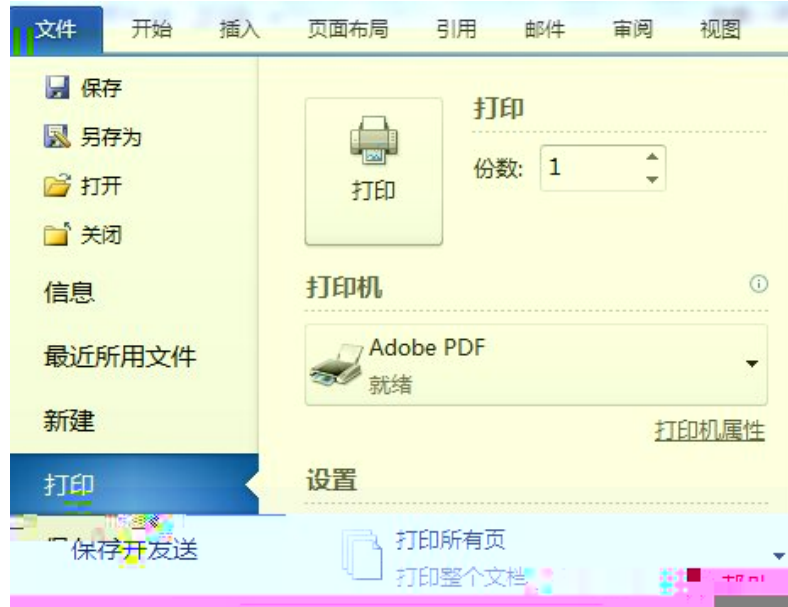 文件 开始 插入 页面布局 引用 邮件 审阅 视图
保存
另存为
打开
关闭
信息
最近所用文件
新建
打印
保存并发送
打印
打印
份数: 1
打印机
Adobe PDF
就绪
打印机属性
设置
打印所有页
打印整个文档